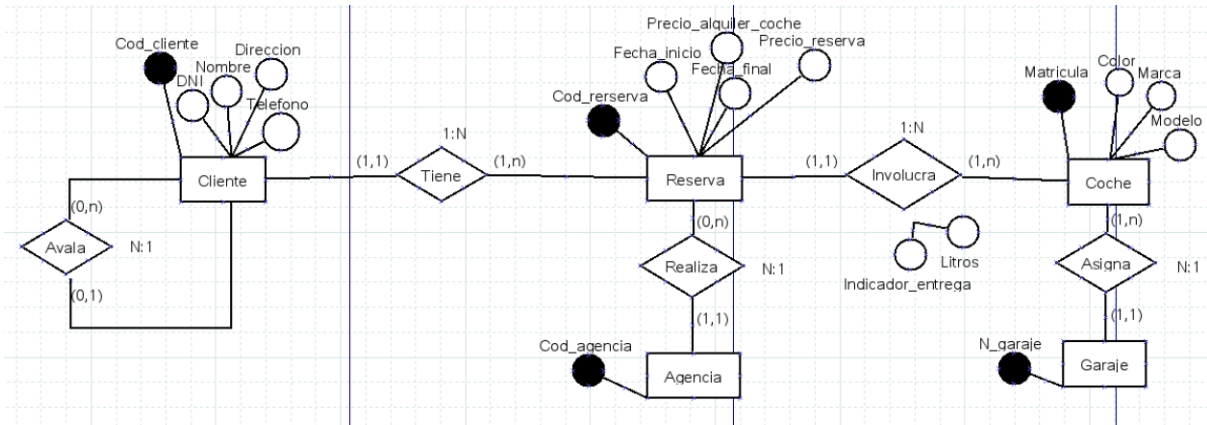 Precio_alquiler_coche
Cod_cliente
Direccion
Nombre
DNI
Telefono
Fecha_inicio
Precio_reserva
Fecha_final
Cod_rerserva
Matricula
Color
Marca
Modelo
1:N
1:N
Cliente
(1,1)
Tiene
(1,n)
Reserva
(1,1)
Involucra
(1,n)
Coche
(0,n)
Avala
N:1
(0,1)
(0,n)
Realiza
N:1
(1,1)
Indicador_entrega
Litros
(1,n)
Asigna
N:1
(1,1)
Cod_agencia
Agencia
N_garaje
Garaje